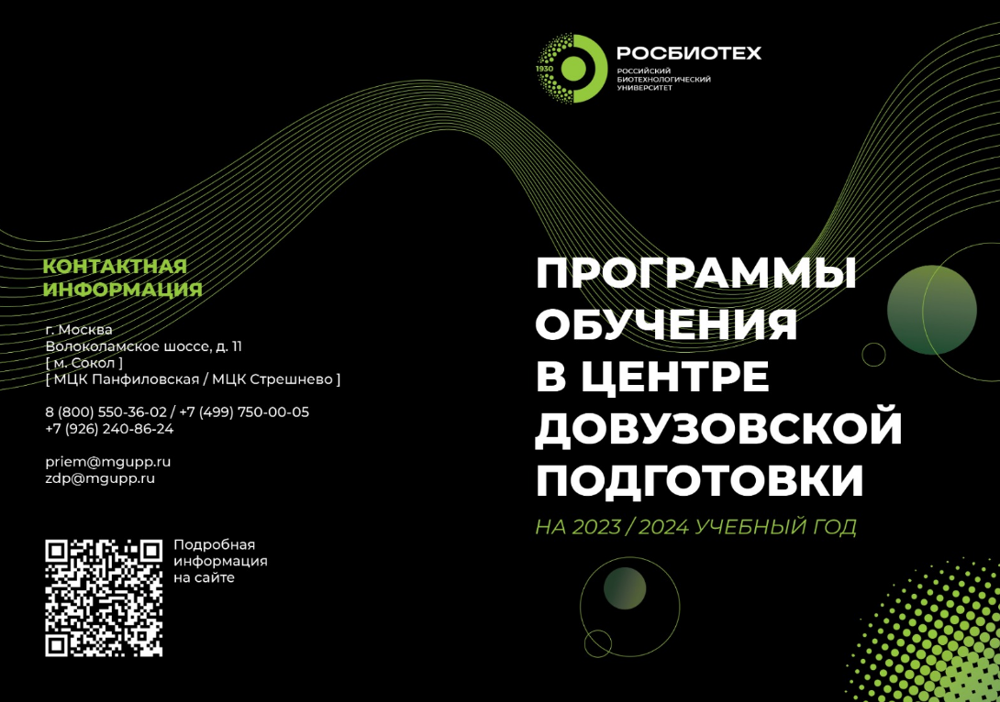 1930
РОСБИОТЕХ
РОССИЙСКИЙ
БИОТЕХНОЛОГИЧЕСКИЙ
УНИВЕРСИТЕТ
КОНТАКТНАЯ
ИНФОРМАЦИЯ
г. Москва
Волоколамское шоссе, д. 11
[ м. Сокол ]
[ МЦК Панфиловская / МЦК Стрешнево ]
8 (800) 550-36-02 / +7 (499) 750-00-05
+7 (926) 240-86-24
priem@mgupp.ru
zdp@mgupp.ru
Подробная
информация
на сайте
ПРОГРАММЫ
ОБУЧЕНИЯ
В ЦЕНТРЕ
ДОВУЗОВСКОЙ
ПОДГОТОВКИ
НА 2023 / 2024 УЧЕБНЫЙ ГОД